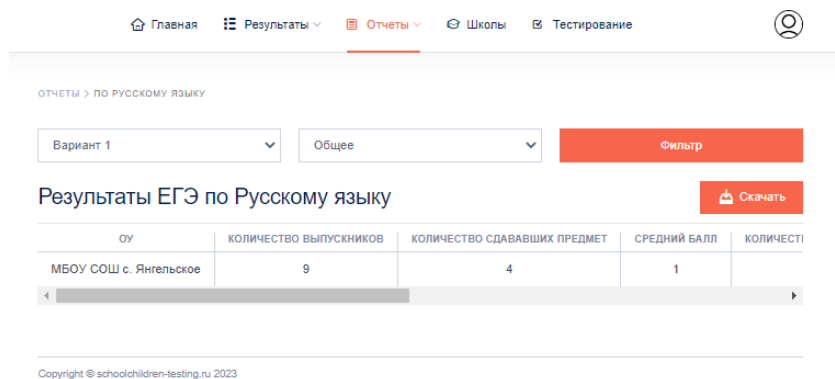 Главная Результаты Отчеты Школы Тестирование
ОТЧЕТЫ > ПО РУССКОМУ ЯЗЫКУ
Вариант 1 Общее Фильтр
Результаты ЕГЭ по Русскому языку Скачать
ОУ КОЛИЧЕСТВО ВЫПУСКНИКОВ КОЛИЧЕСТВО СДАВАВШИХ ПРЕДМЕТ СРЕДНИЙ БАЛЛ КОЛИЧЕСТ
МБОУ СОШ с. Янгельское 9 4 1
Copyright © schoolchildren-testing.ru 2023